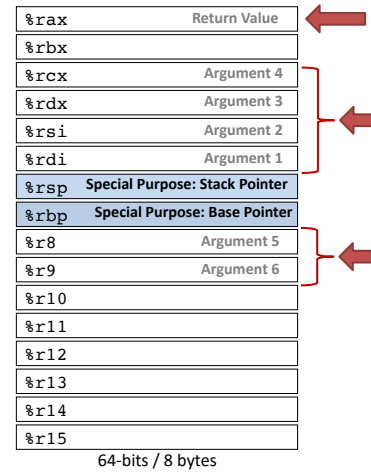 %rax Return Value
%rbx
%rcx Argument 4
%rdx Argument 3
%rsi Argument 2
%rdi Argument 1
%rsp Special Purpose: Stack Pointer
%rbp Special Purpose: Base Pointer
%r8 Argument 5
%r9 Argument 6
%r10
%r11
%r12
%r13
%r14
%r15
64-bits / 8 bytes